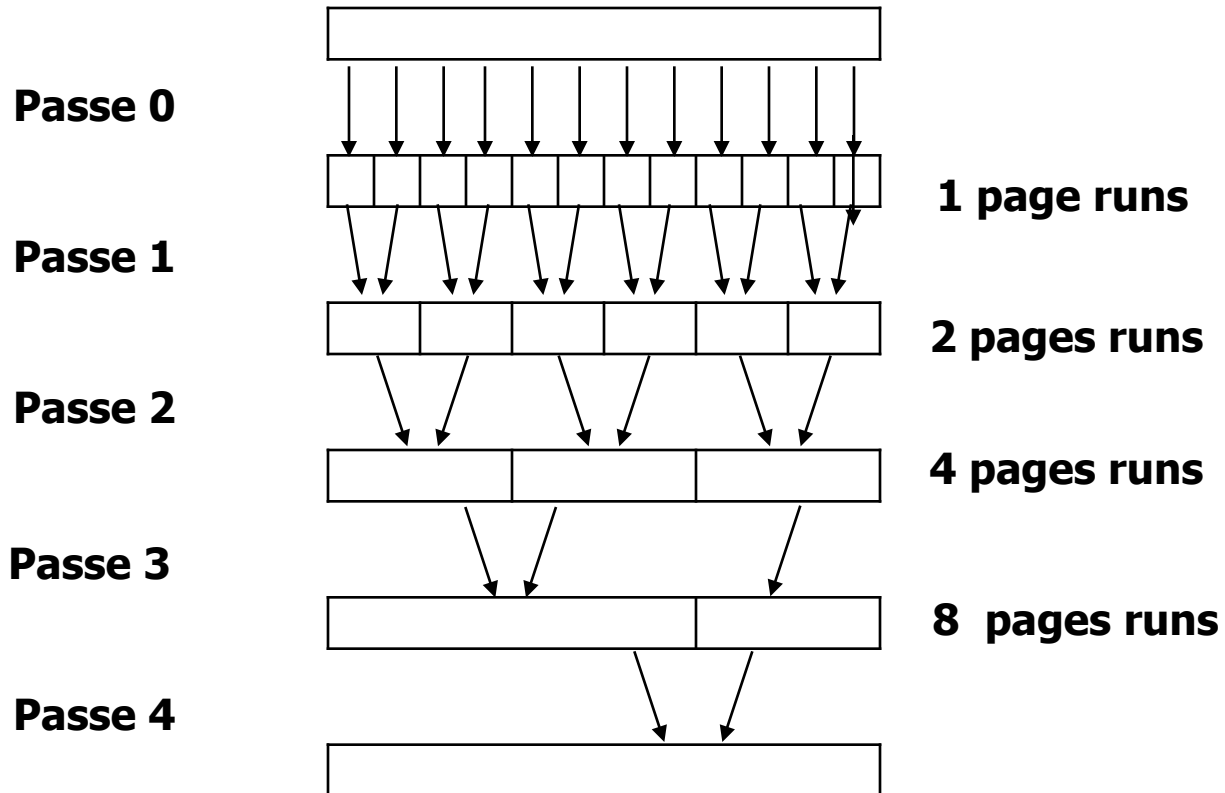 Passe 0
1 page runs
Passe 1
2 pages runs
Passe 2
4 pages runs
Passe 3
8  pages runs
Passe 4